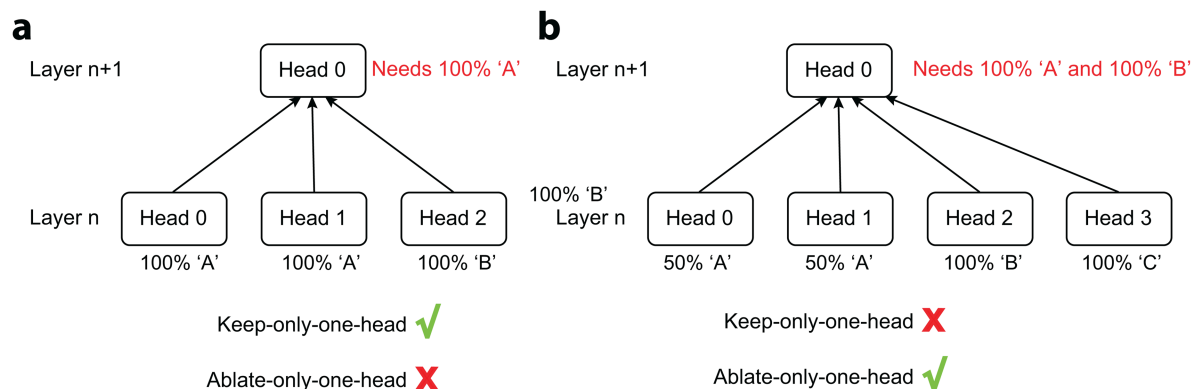 a
Layer n+1
Head 0
Needs 100% ‘A’
Layer n
Head 0
Head 1
Head 2
100% ‘A’
100% ‘A’
100% ‘B’
Keep-only-one-head √
Ablate-only-one-head X
b
Layer n+1
Head 0
Needs 100% ‘A’ and 100% ‘B’
100% ‘B’
Layer n
Head 0
Head 1
Head 2
Head 3
50% ‘A’
50% ‘A’
100% ‘B’
100% ‘C’
Keep-only-one-head X
Ablate-only-one-head √